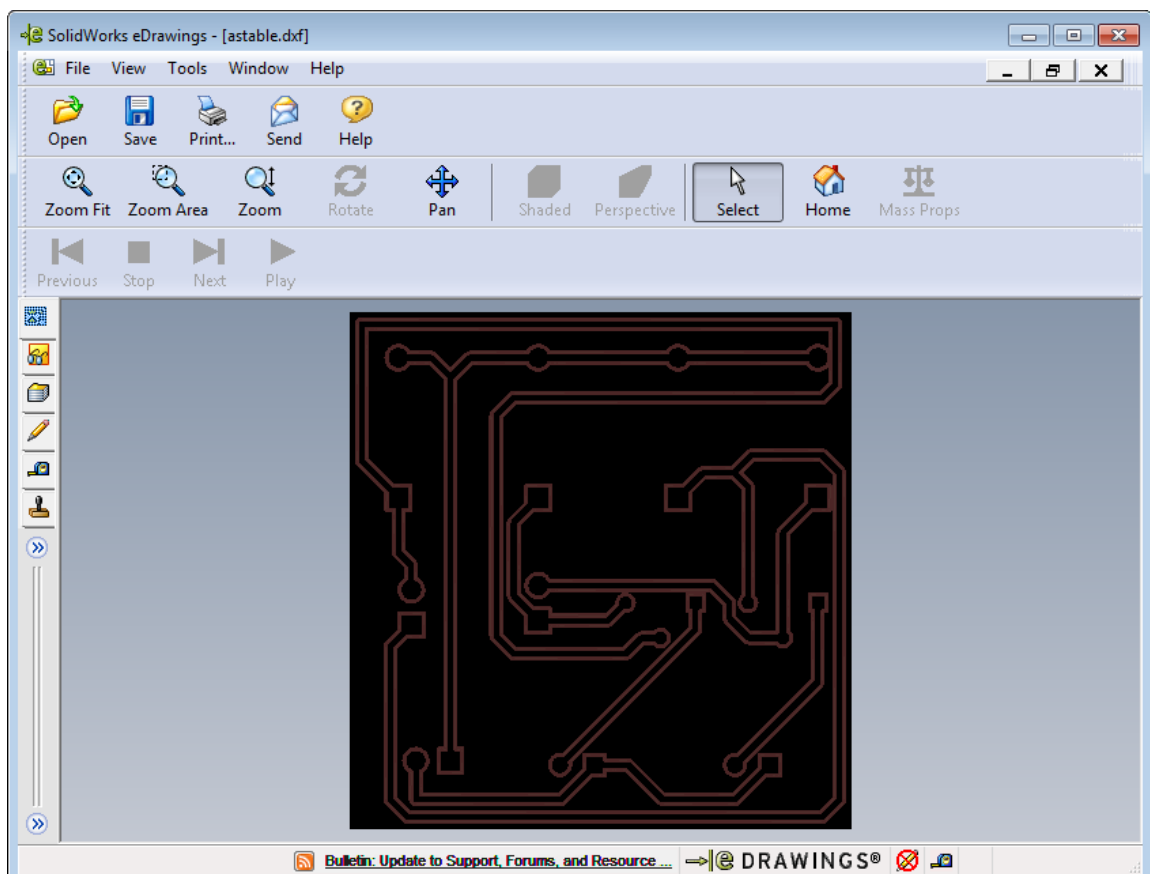 SolidWorks eDrawings - [astable.dxf]
File View Tools Window Help
Open Save Print... Send Help
Zoom Fit Zoom Area Zoom Rotate Pan Shaded Perspective Select Home Mass Props
Previous Stop Next Play
Bulletin: Update to Support, Forums, and Resource ... e DRAWINGS®